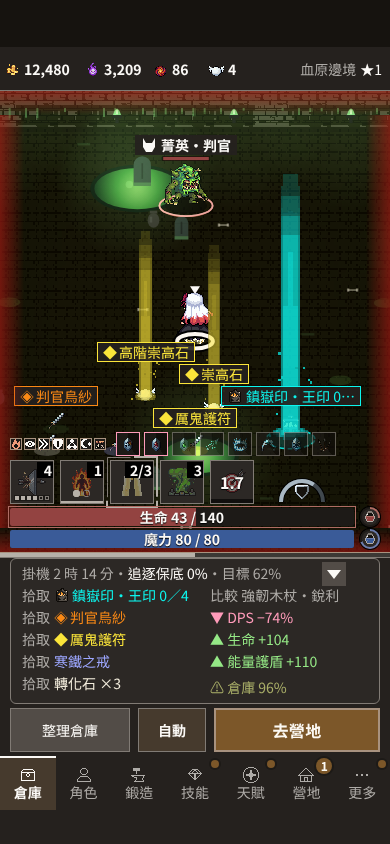 12,480 3,209 86 4 血原邊境 ★1
菁英·判官
高階崇高石
崇高石
判官烏紗
鎮嶽印·王印 0…
厲鬼護符
4 1 2/3 3 1.7
生命 43 / 140
魔力 80 / 80
掛機 2 時 14 分·追逐保底 0%·目標 62%
拾取 鎮嶽印·王印 0／4
拾取 判官烏紗
拾取 厲鬼護符
拾取 寒鐵之戒
拾取 轉化石 ×3
比較 強韌木杖·銳利
▼ DPS −74%
▲ 生命 +104
▲ 能量護盾 +110
⚠ 倉庫 96%
整理倉庫 自動 去營地
倉庫 角色 鍛造 技能 天賦 營地 1 更多